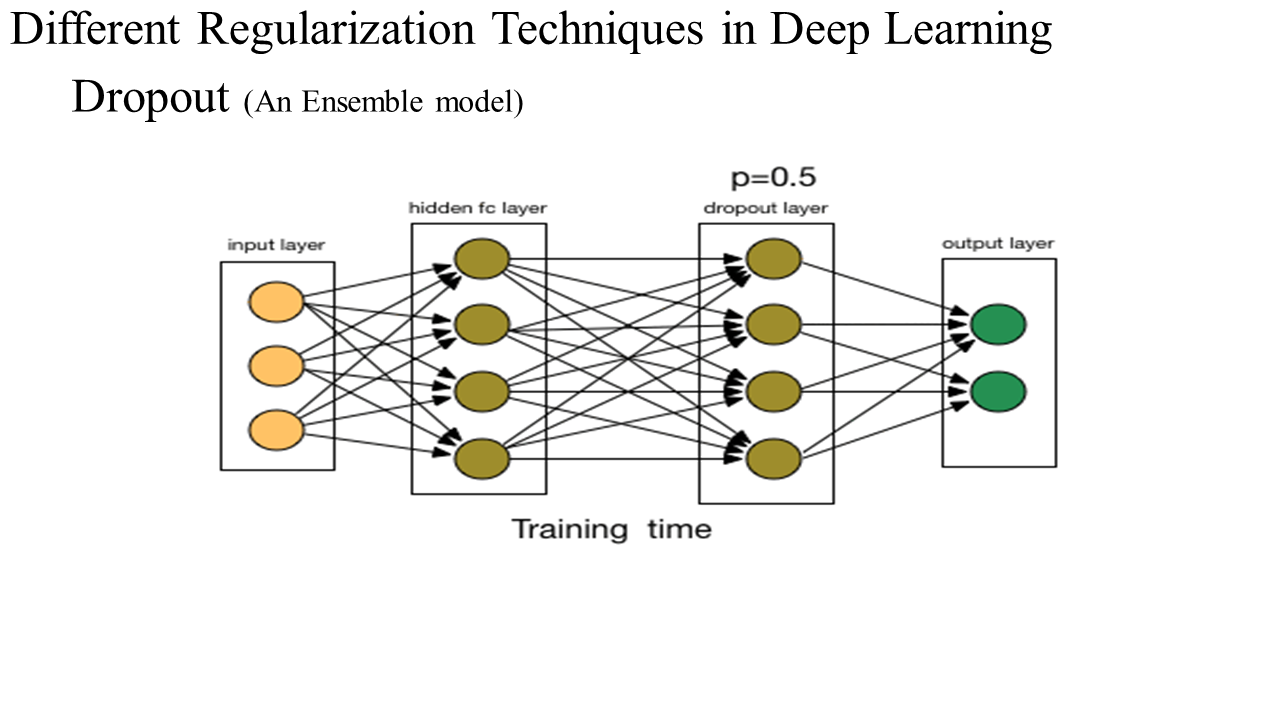 Different Regularization Techniques in Deep Learning
Dropout (An Ensemble model)
p=0.5
hidden fc layer
dropout layer
input layer
output layer
Training time